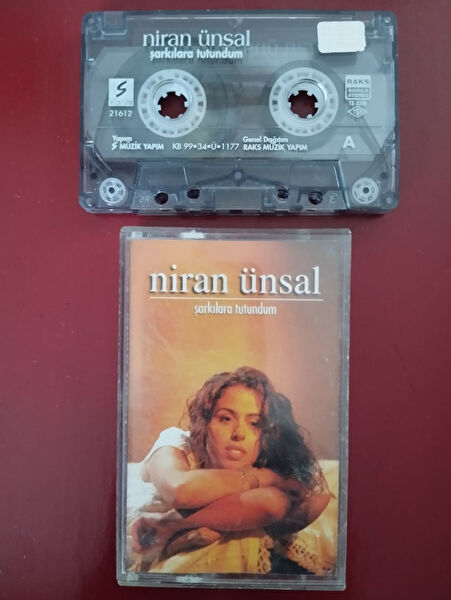 niran ünsal
şarkılara tutundum
S
21612
Yapım
S MÜZİK YAPIM
KB 99•34•Ü•1177
Genel Dağıtım
RAKS MÜZİK YAPIM
RAKS
A
niran ünsal
şarkılara tutundum